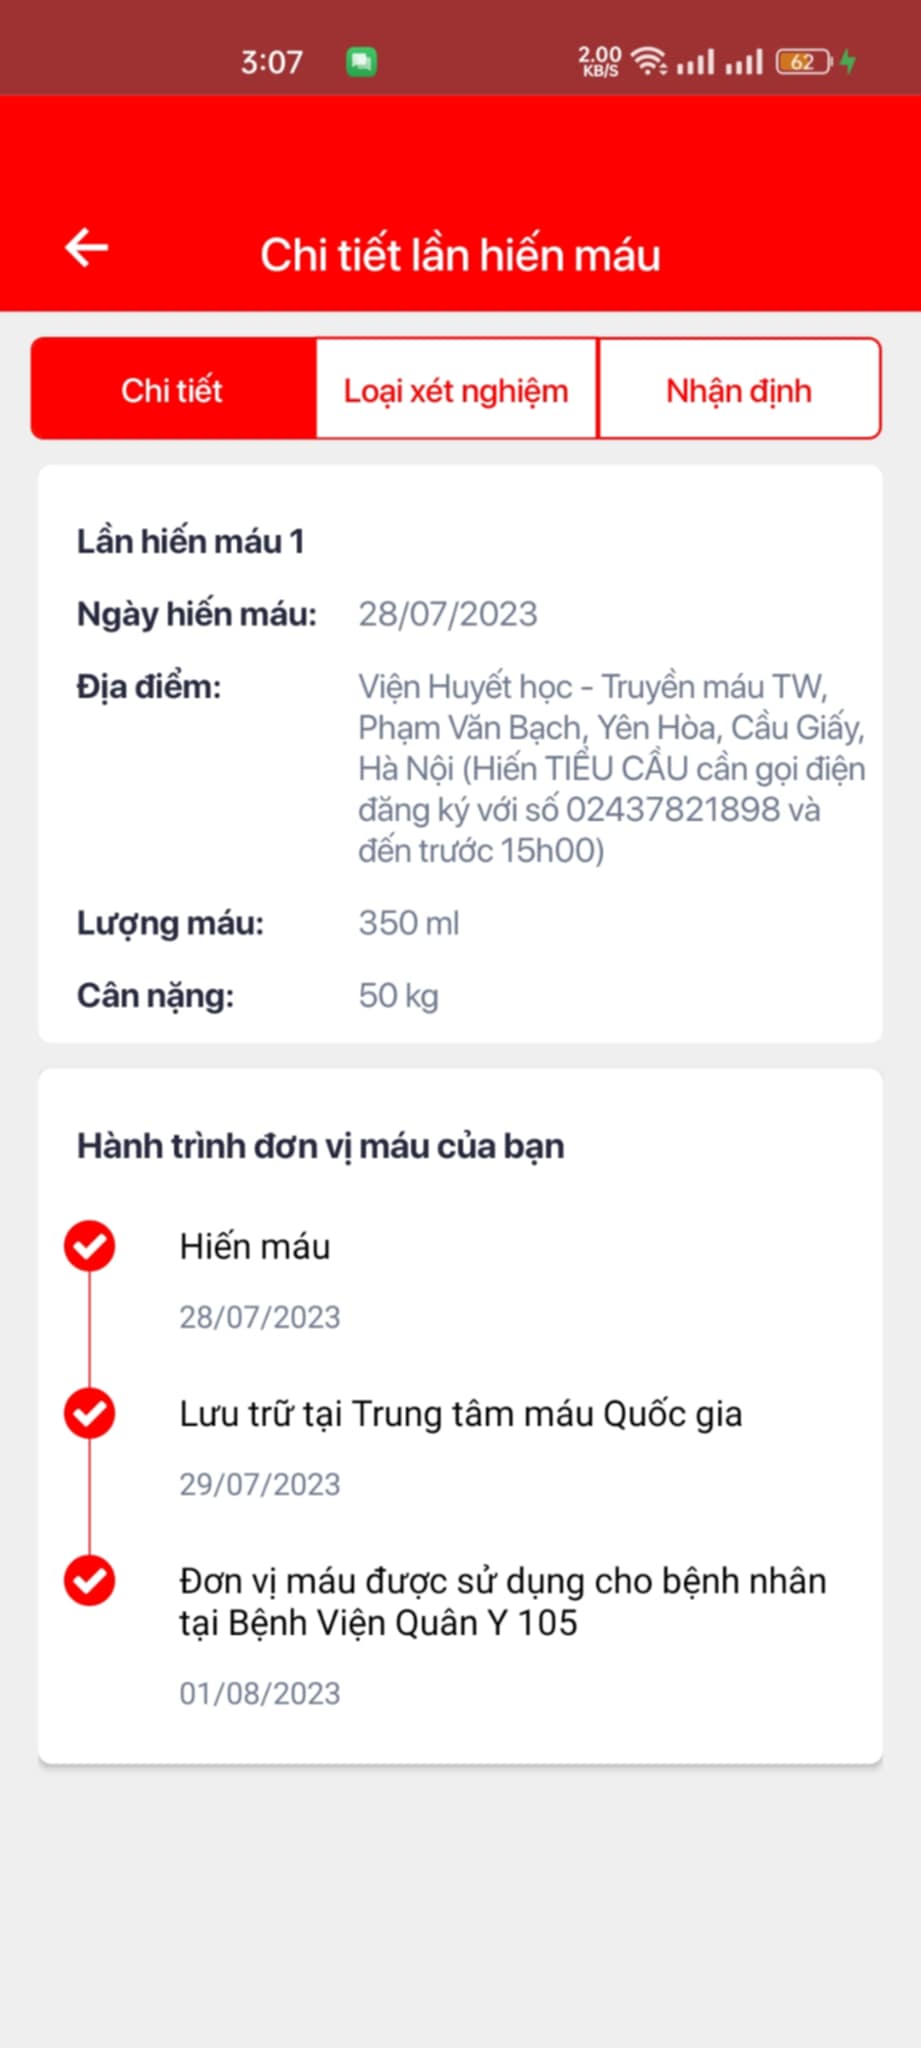 3:07
2.00
KB/S
62
Chi tiết lần hiến máu
Chi tiết
Loại xét nghiệm
Nhận định
Lần hiến máu 1
Ngày hiến máu: 28/07/2023
Địa điểm: Viện Huyết học - Truyền máu TW,
Phạm Văn Bạch, Yên Hòa, Cầu Giấy,
Hà Nội (Hiến TIỂU CẦU cần gọi điện
đăng ký với số 02437821898 và
đến trước 15h00)
Lượng máu: 350 ml
Cân nặng: 50 kg
Hành trình đơn vị máu của bạn
Hiến máu
28/07/2023
Lưu trữ tại Trung tâm máu Quốc gia
29/07/2023
Đơn vị máu được sử dụng cho bệnh nhân
tại Bệnh Viện Quân Y 105
01/08/2023